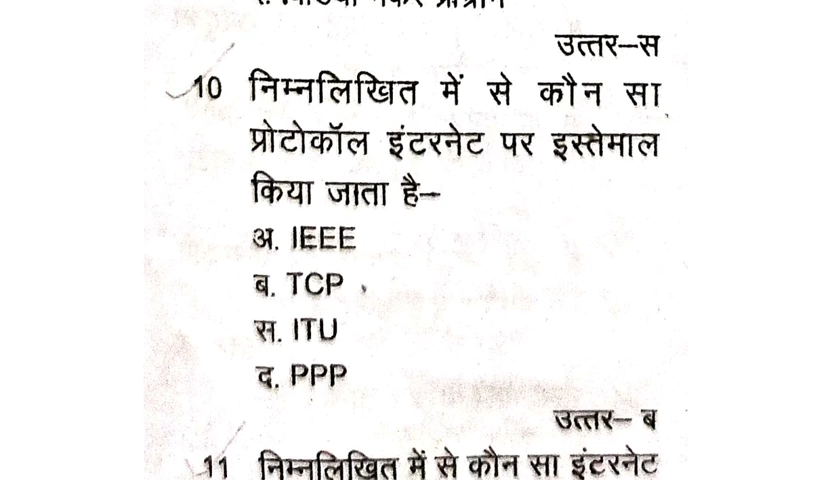 उत्तर–स
10 निम्नलिखित में से कौन सा
प्रोटोकॉल इंटरनेट पर इस्तेमाल
किया जाता है–
अ. IEEE
ब. TCP
स. ITU
द. PPP
उत्तर– ब
11 निम्नलिखित में से कौन सा इंटरनेट